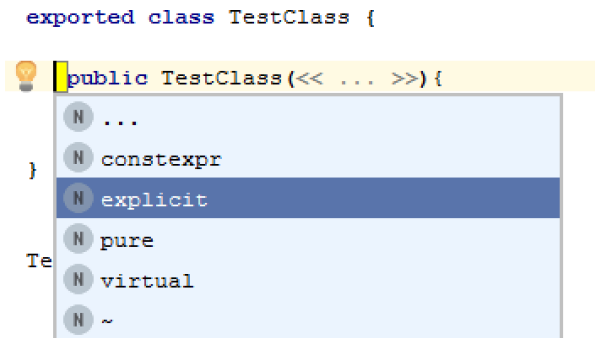 exported class TestClass {
public TestClass(<< ... >>){
N ...
N constexpr
}
N explicit
N pure
Te
N virtual
N ~